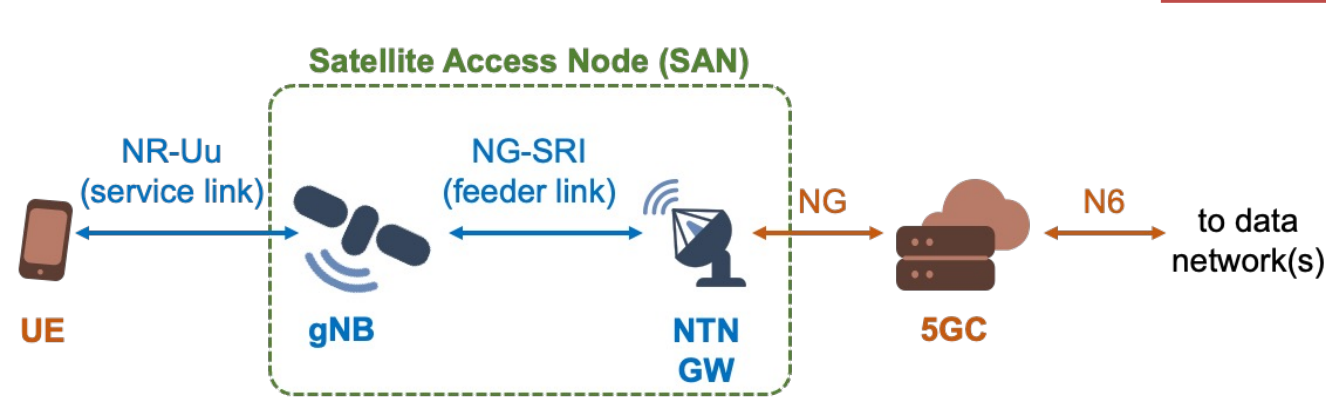 Satellite Access Node (SAN)
NR-Uu
(service link)
NG-SRI
(feeder link)
NG
N6
to data
network(s)
UE
gNB
NTN
GW
5GC